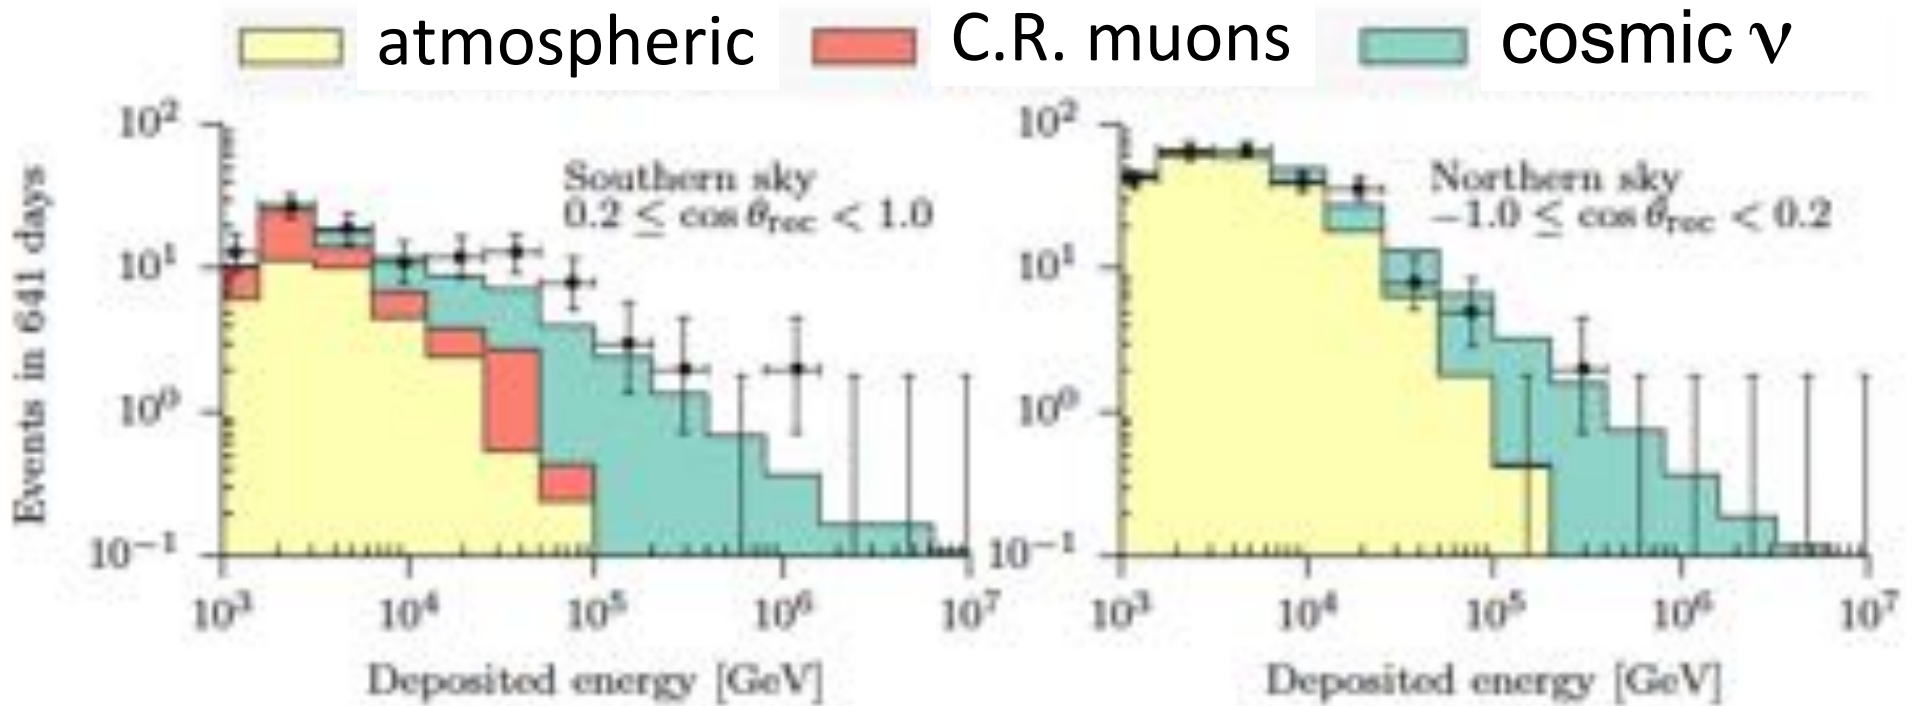 atmospheric
C.R. muons
cosmic ν
Events in 641 days
10²
10¹
10⁰
10⁻¹
Southern sky
0.2 ≤ cos θrec < 1.0
10³
10⁴
10⁵
10⁶
10⁷
Deposited energy [GeV]
10²
10¹
10⁰
10⁻¹
Northern sky
−1.0 ≤ cos θrec < 0.2
10³
10⁴
10⁵
10⁶
10⁷
Deposited energy [GeV]